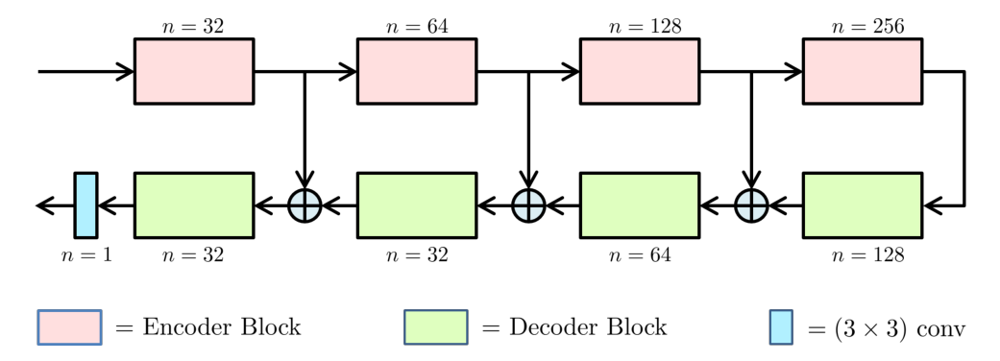 n = 32 n = 64 n = 128 n = 256
n = 1 n = 32 n = 32 n = 64 n = 128
= Encoder Block = Decoder Block = (3 × 3) conv